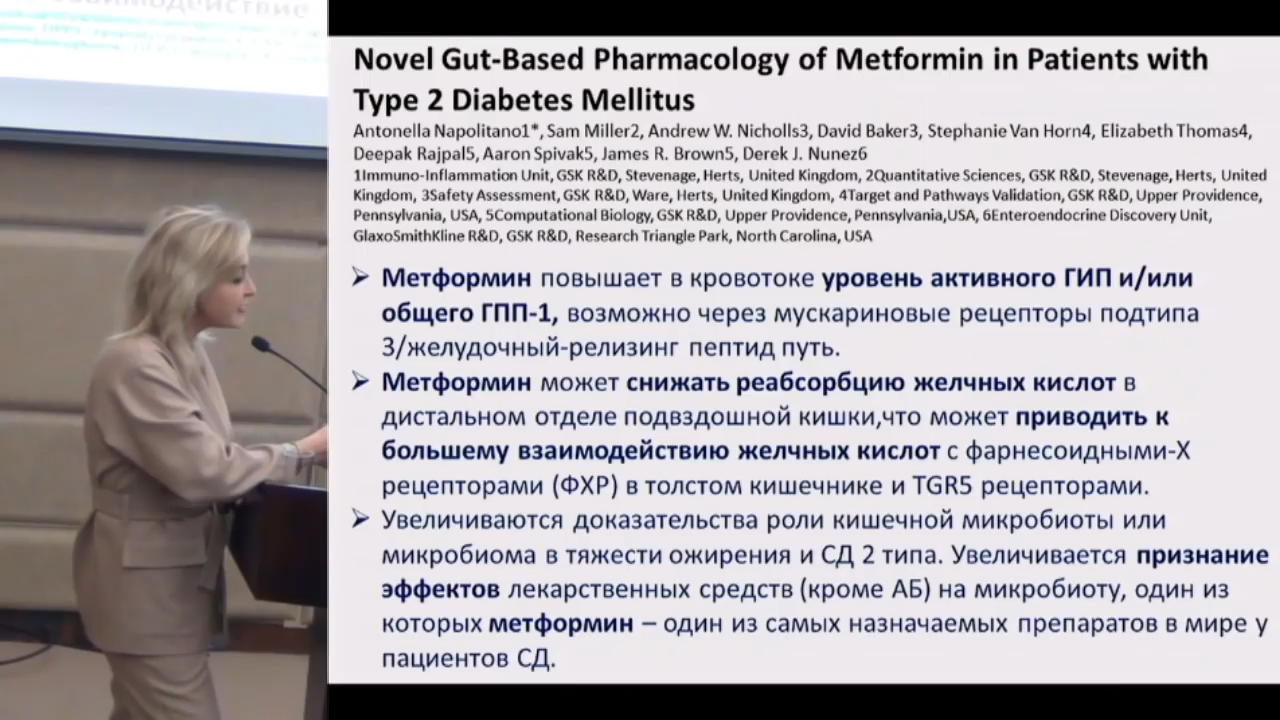 взаимодействие
Novel Gut-Based Pharmacology of Metformin in Patients with
Type 2 Diabetes Mellitus
Antonella Napolitano1*, Sam Miller2, Andrew W. Nicholls3, David Baker3, Stephanie Van Horn4, Elizabeth Thomas4,
Deepak Rajpal5, Aaron Spivak5, James R. Brown5, Derek J. Nunez6
1Immuno-Inflammation Unit, GSK R&D, Stevenage, Herts, United Kingdom, 2Quantitative Sciences, GSK R&D, Stevenage, Herts, United
Kingdom, 3Safety Assessment, GSK R&D, Ware, Herts, United Kingdom, 4Target and Pathways Validation, GSK R&D, Upper Providence,
Pennsylvania, USA, 5Computational Biology, GSK R&D, Upper Providence, Pennsylvania,USA, 6Enteroendocrine Discovery Unit,
GlaxoSmithKline R&D, GSK R&D, Research Triangle Park, North Carolina, USA
➢ Метформин повышает в кровотоке уровень активного ГИП и/или
общего ГПП-1, возможно через мускариновые рецепторы подтипа
3/желудочный-релизинг пептид путь.
➢ Метформин может снижать реабсорбцию желчных кислот в
дистальном отделе подвздошной кишки,что может приводить к
большему взаимодействию желчных кислот с фарнесоидными-Х
рецепторами (ФХР) в толстом кишечнике и TGR5 рецепторами.
➢ Увеличиваются доказательства роли кишечной микробиоты или
микробиома в тяжести ожирения и СД 2 типа. Увеличивается признание
эффектов лекарственных средств (кроме АБ) на микробиоту, один из
которых метформин – один из самых назначаемых препаратов в мире у
пациентов СД.